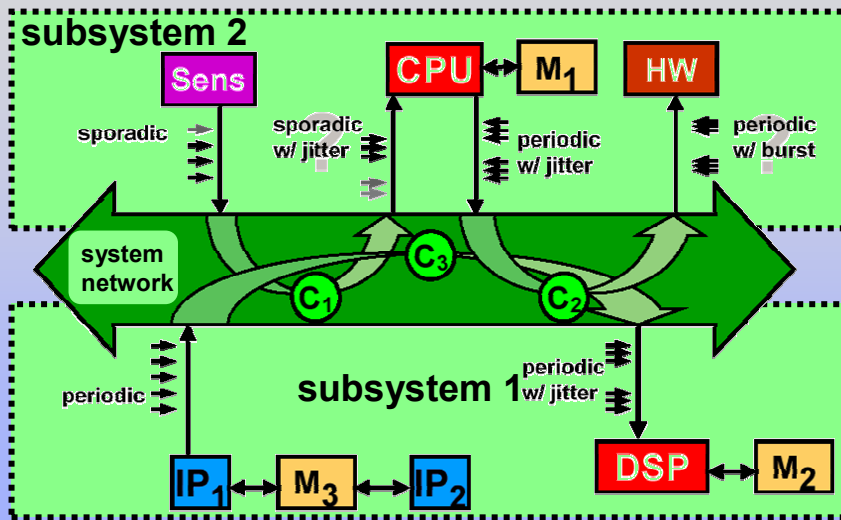 subsystem 2
Sens
CPU
M1
HW
sporadic
sporadic
w/ jitter
?
periodic
w/ jitter
periodic
w/ burst
?
system
network
C1
C3
C2
periodic
subsystem 1
periodic
w/ jitter
IP1
M3
IP2
DSP
M2